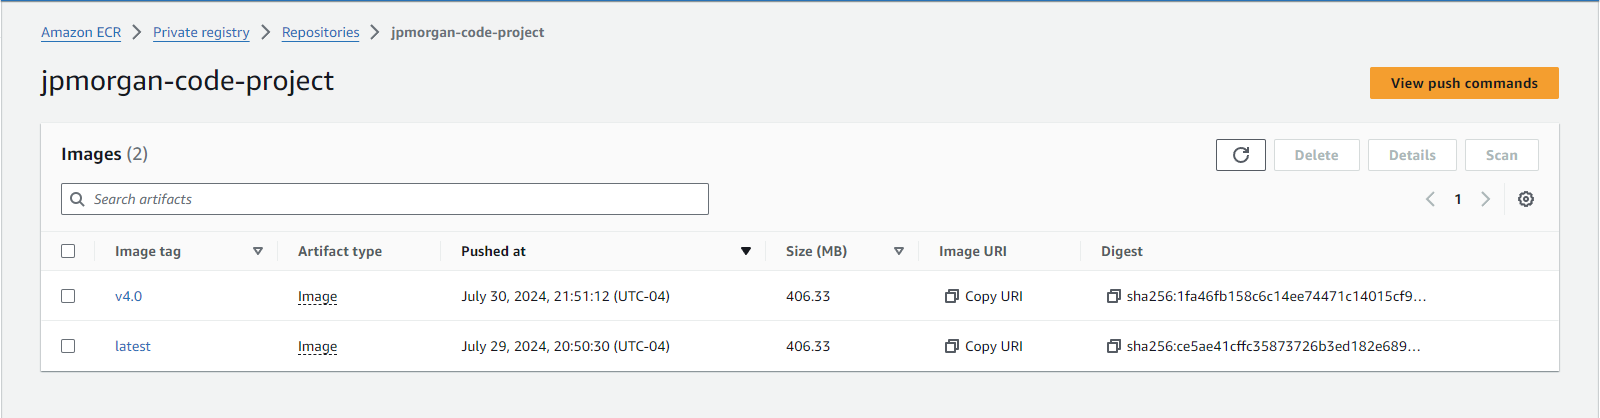 Amazon ECR > Private registry > Repositories > jpmorgan-code-project
jpmorgan-code-project
View push commands
Images (2)
Delete Details Scan
Search artifacts
1
Image tag Artifact type Pushed at Size (MB) Image URI Digest
v4.0 Image July 30, 2024, 21:51:12 (UTC-04) 406.33 Copy URI sha256:1fa46fb158c6c14ee74471c14015cf9...
latest Image July 29, 2024, 20:50:30 (UTC-04) 406.33 Copy URI sha256:ce5ae41cffc35873726b3ed182e689...